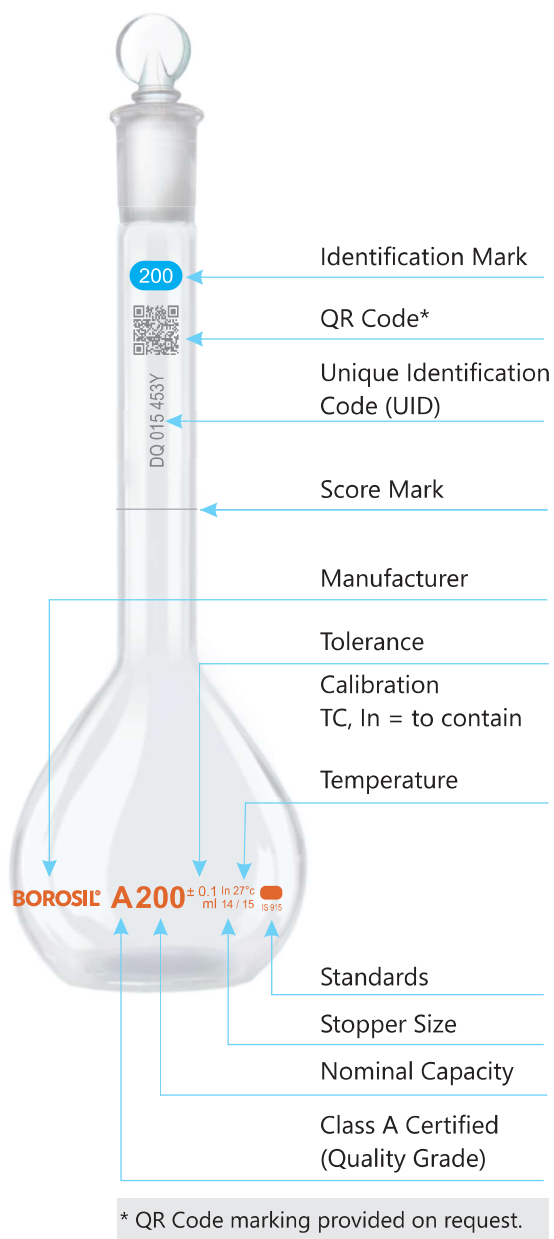 200
Identification Mark
QR Code*
Unique Identification
Code (UID)
DQ 015 453Y
Score Mark
Manufacturer
Tolerance
Calibration
TC, In = to contain
Temperature
BOROSIL® A 200 ± 0.1 ml In 27°c
14 / 15
IS 915
Standards
Stopper Size
Nominal Capacity
Class A Certified
(Quality Grade)
* QR Code marking provided on request.